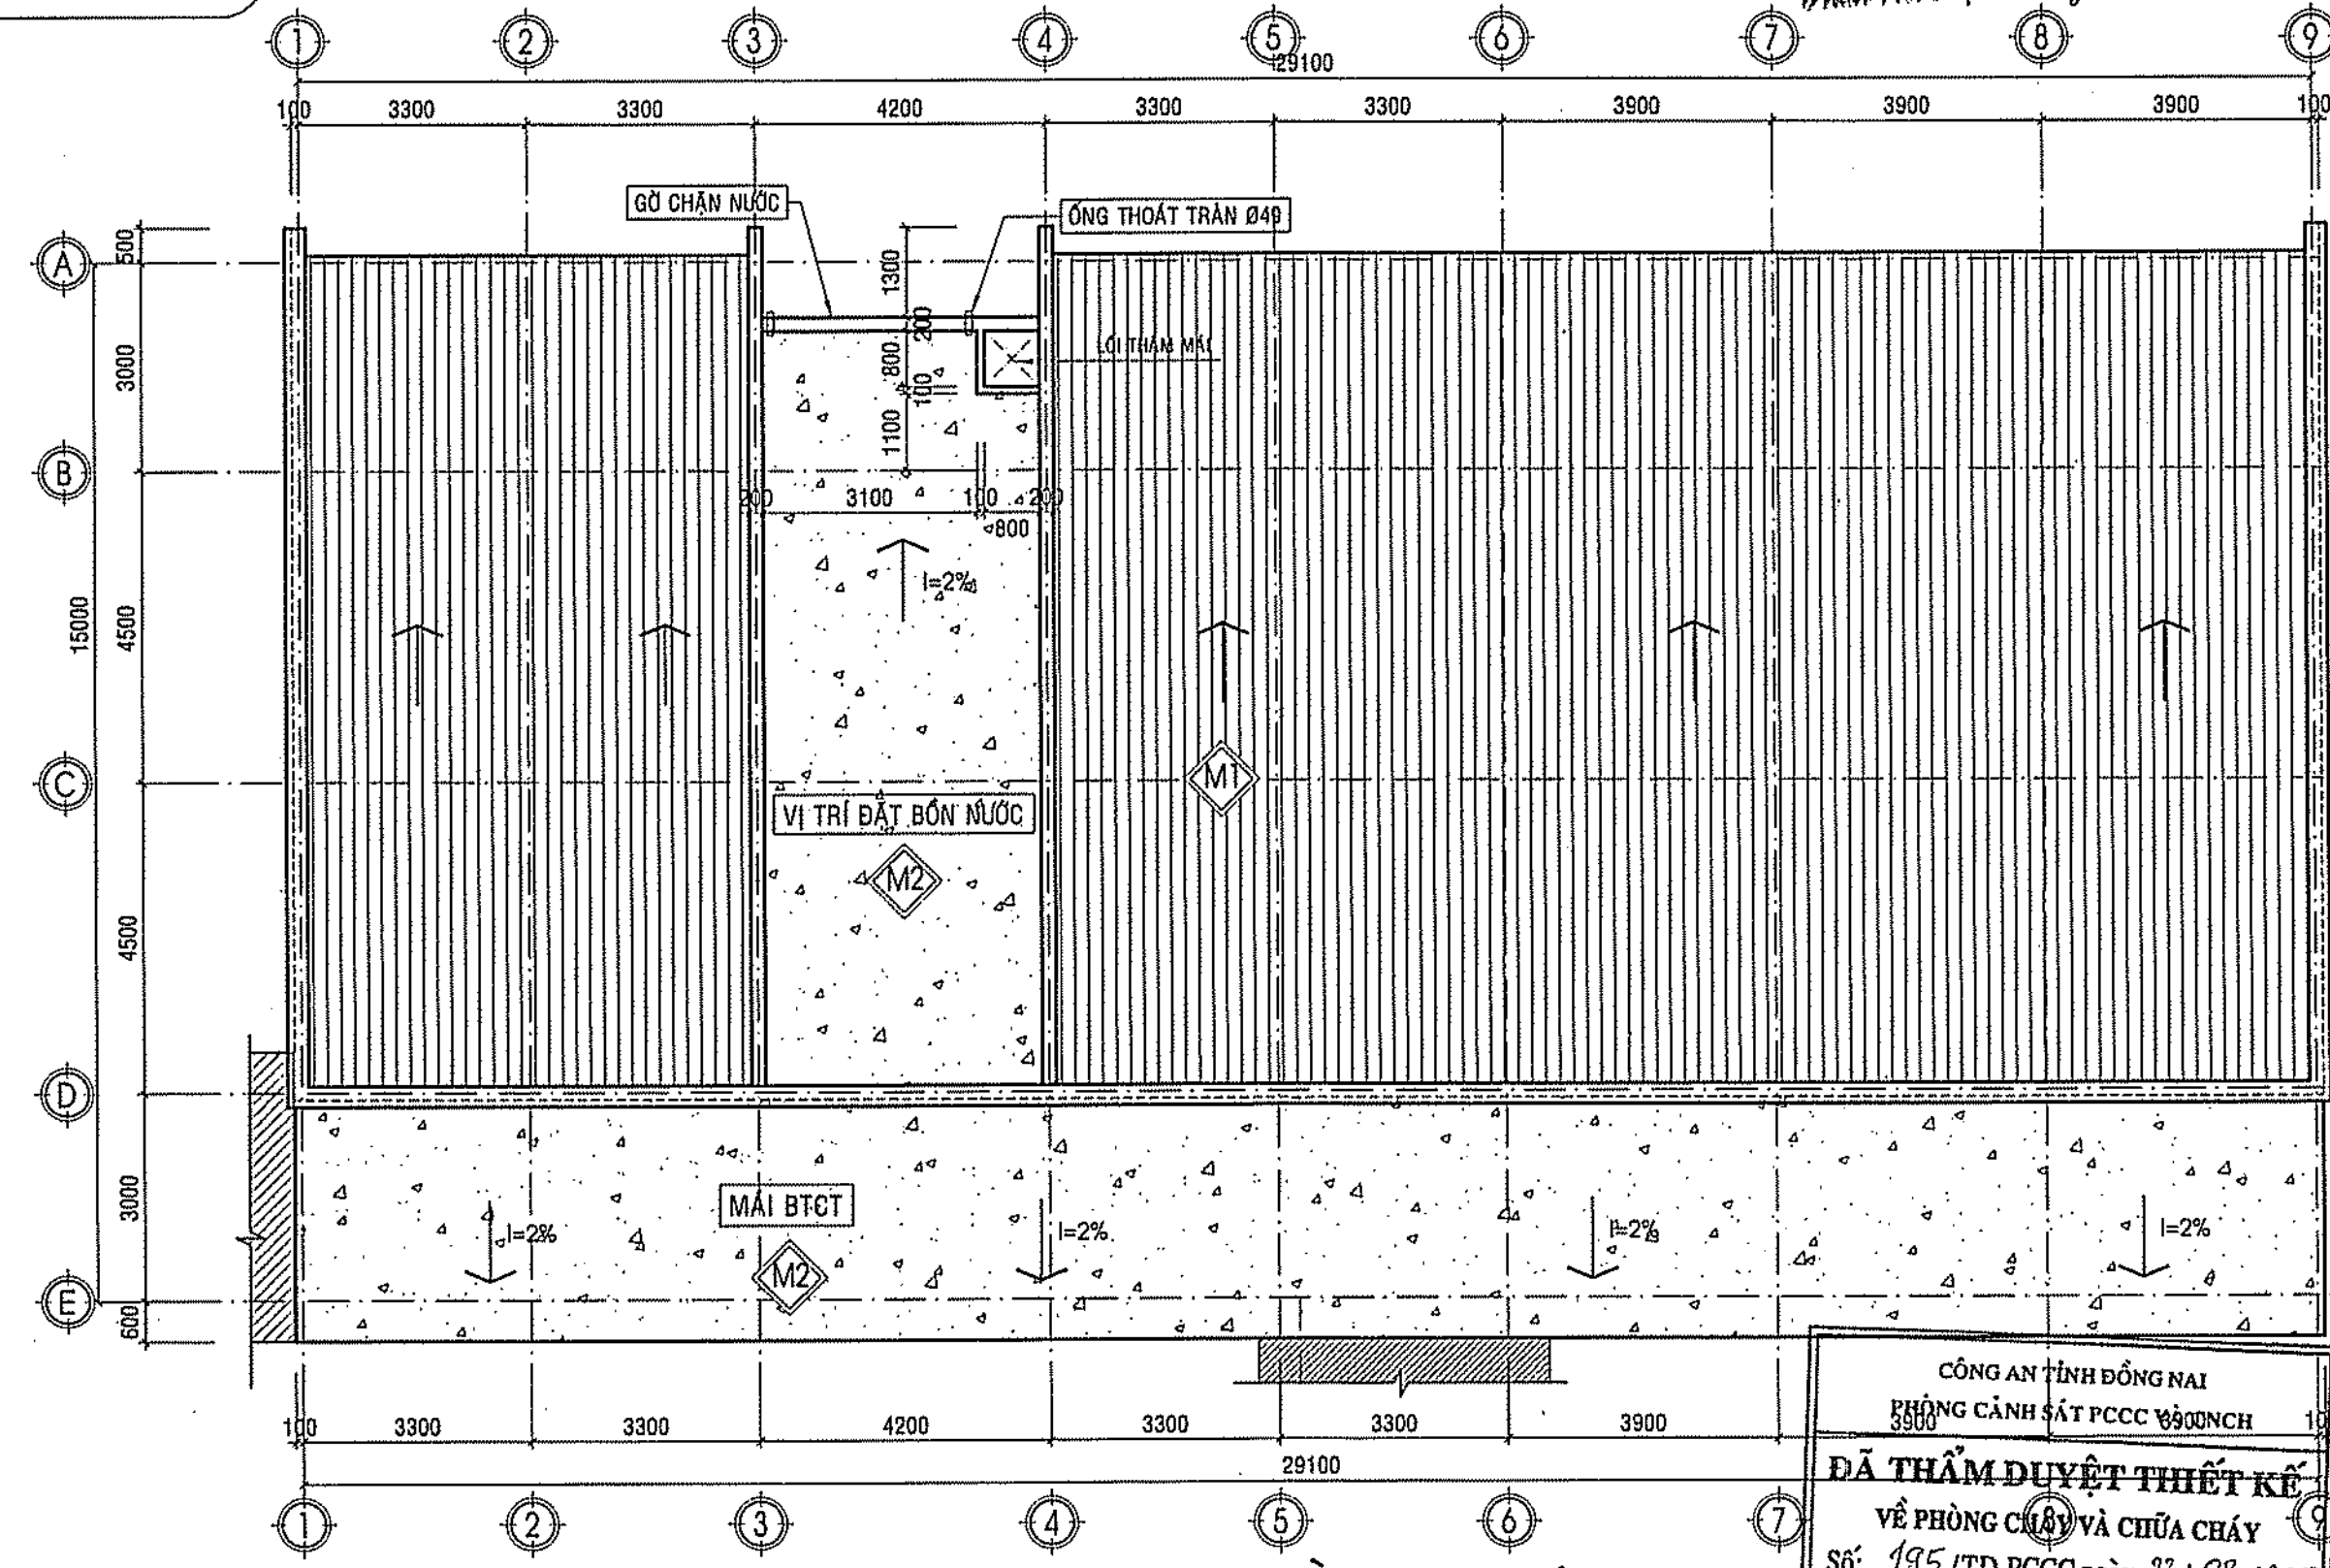 1 2 3 4 5 6 7 8 9
29100
100 3300 3300 4200 3300 3300 3900 3900 3900 100
GỜ CHẶN NƯỚC
ỐNG THOÁT TRÀN Ø49
A
500
1300
200
LỐI THĂM MÁI
800
100
3000
1100
B
200 3100 100 200
800
I=2%
15000
4500
C
M1
VỊ TRÍ ĐẶT BỒN NƯỚC
M2
4500
D
3000
MÁI BTCT
I=2% I=2% I=2% I=2%
M2
E
600
CÔNG AN TỈNH ĐỒNG NAI
PHÒNG CẢNH SÁT PCCC VÀ CNCH
100 3300 3300 4200 3300 3300 3900 3900 3900
29100
ĐÃ THẨM DUYỆT THIẾT KẾ
VỀ PHÒNG CHÁY VÀ CHỮA CHÁY
1 2 3 4 5 6 7 8 9
Số: 195/TD-PCCC